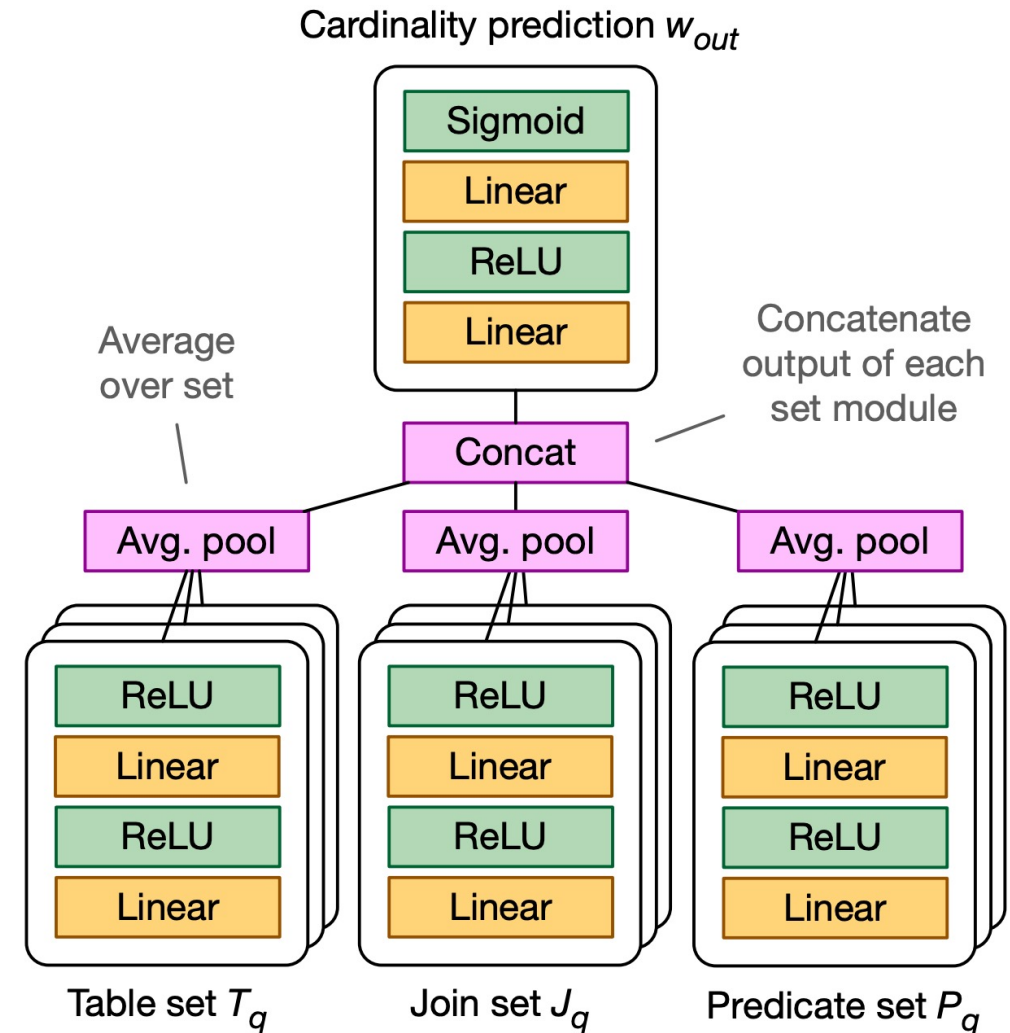 Cardinality prediction w_out
Sigmoid
Linear
ReLU
Linear
Average
over set
Concatenate
output of each
set module
Concat
Avg. pool
Avg. pool
Avg. pool
ReLU
Linear
ReLU
Linear
ReLU
Linear
ReLU
Linear
ReLU
Linear
ReLU
Linear
Table set T_q
Join set J_q
Predicate set P_q